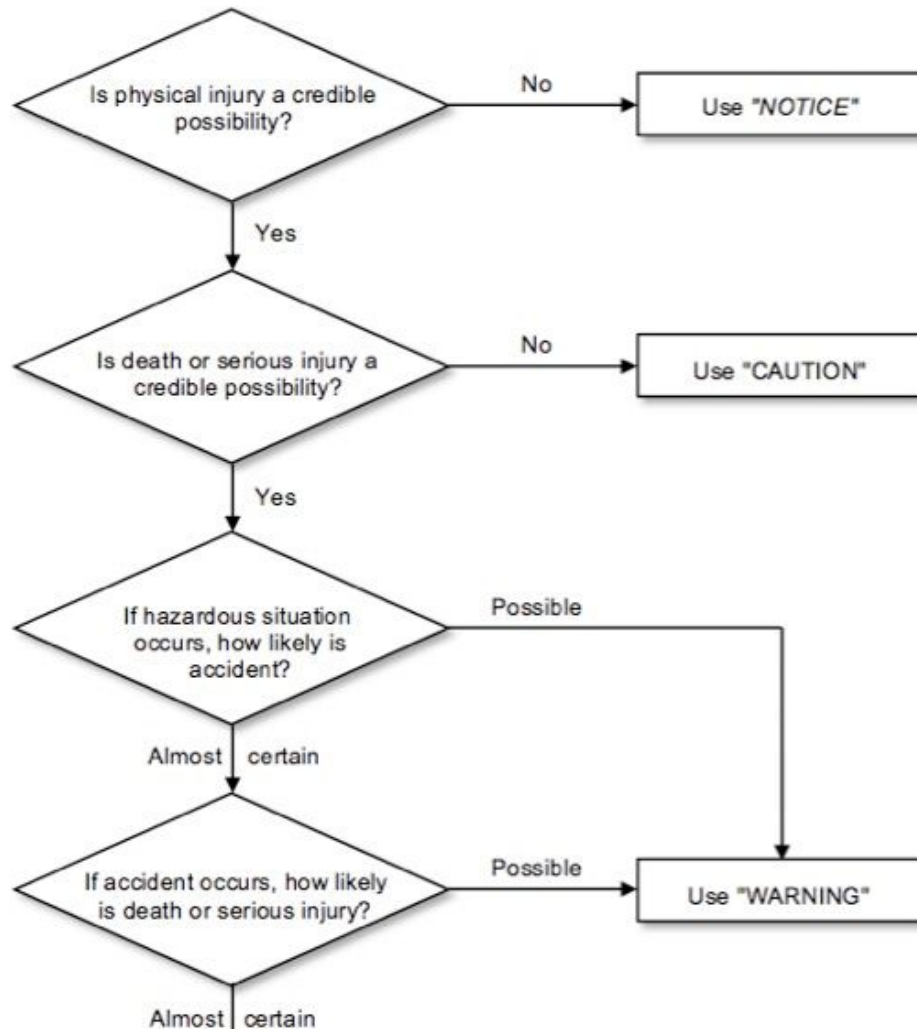 Is physical injury a credible
possibility?
No
Use "NOTICE"
Yes
Is death or serious injury a
credible possibility?
No
Use "CAUTION"
Yes
If hazardous situation
occurs, how likely is
accident?
Possible
Almost certain
If accident occurs, how likely
is death or serious injury?
Possible
Use "WARNING"
Almost certain